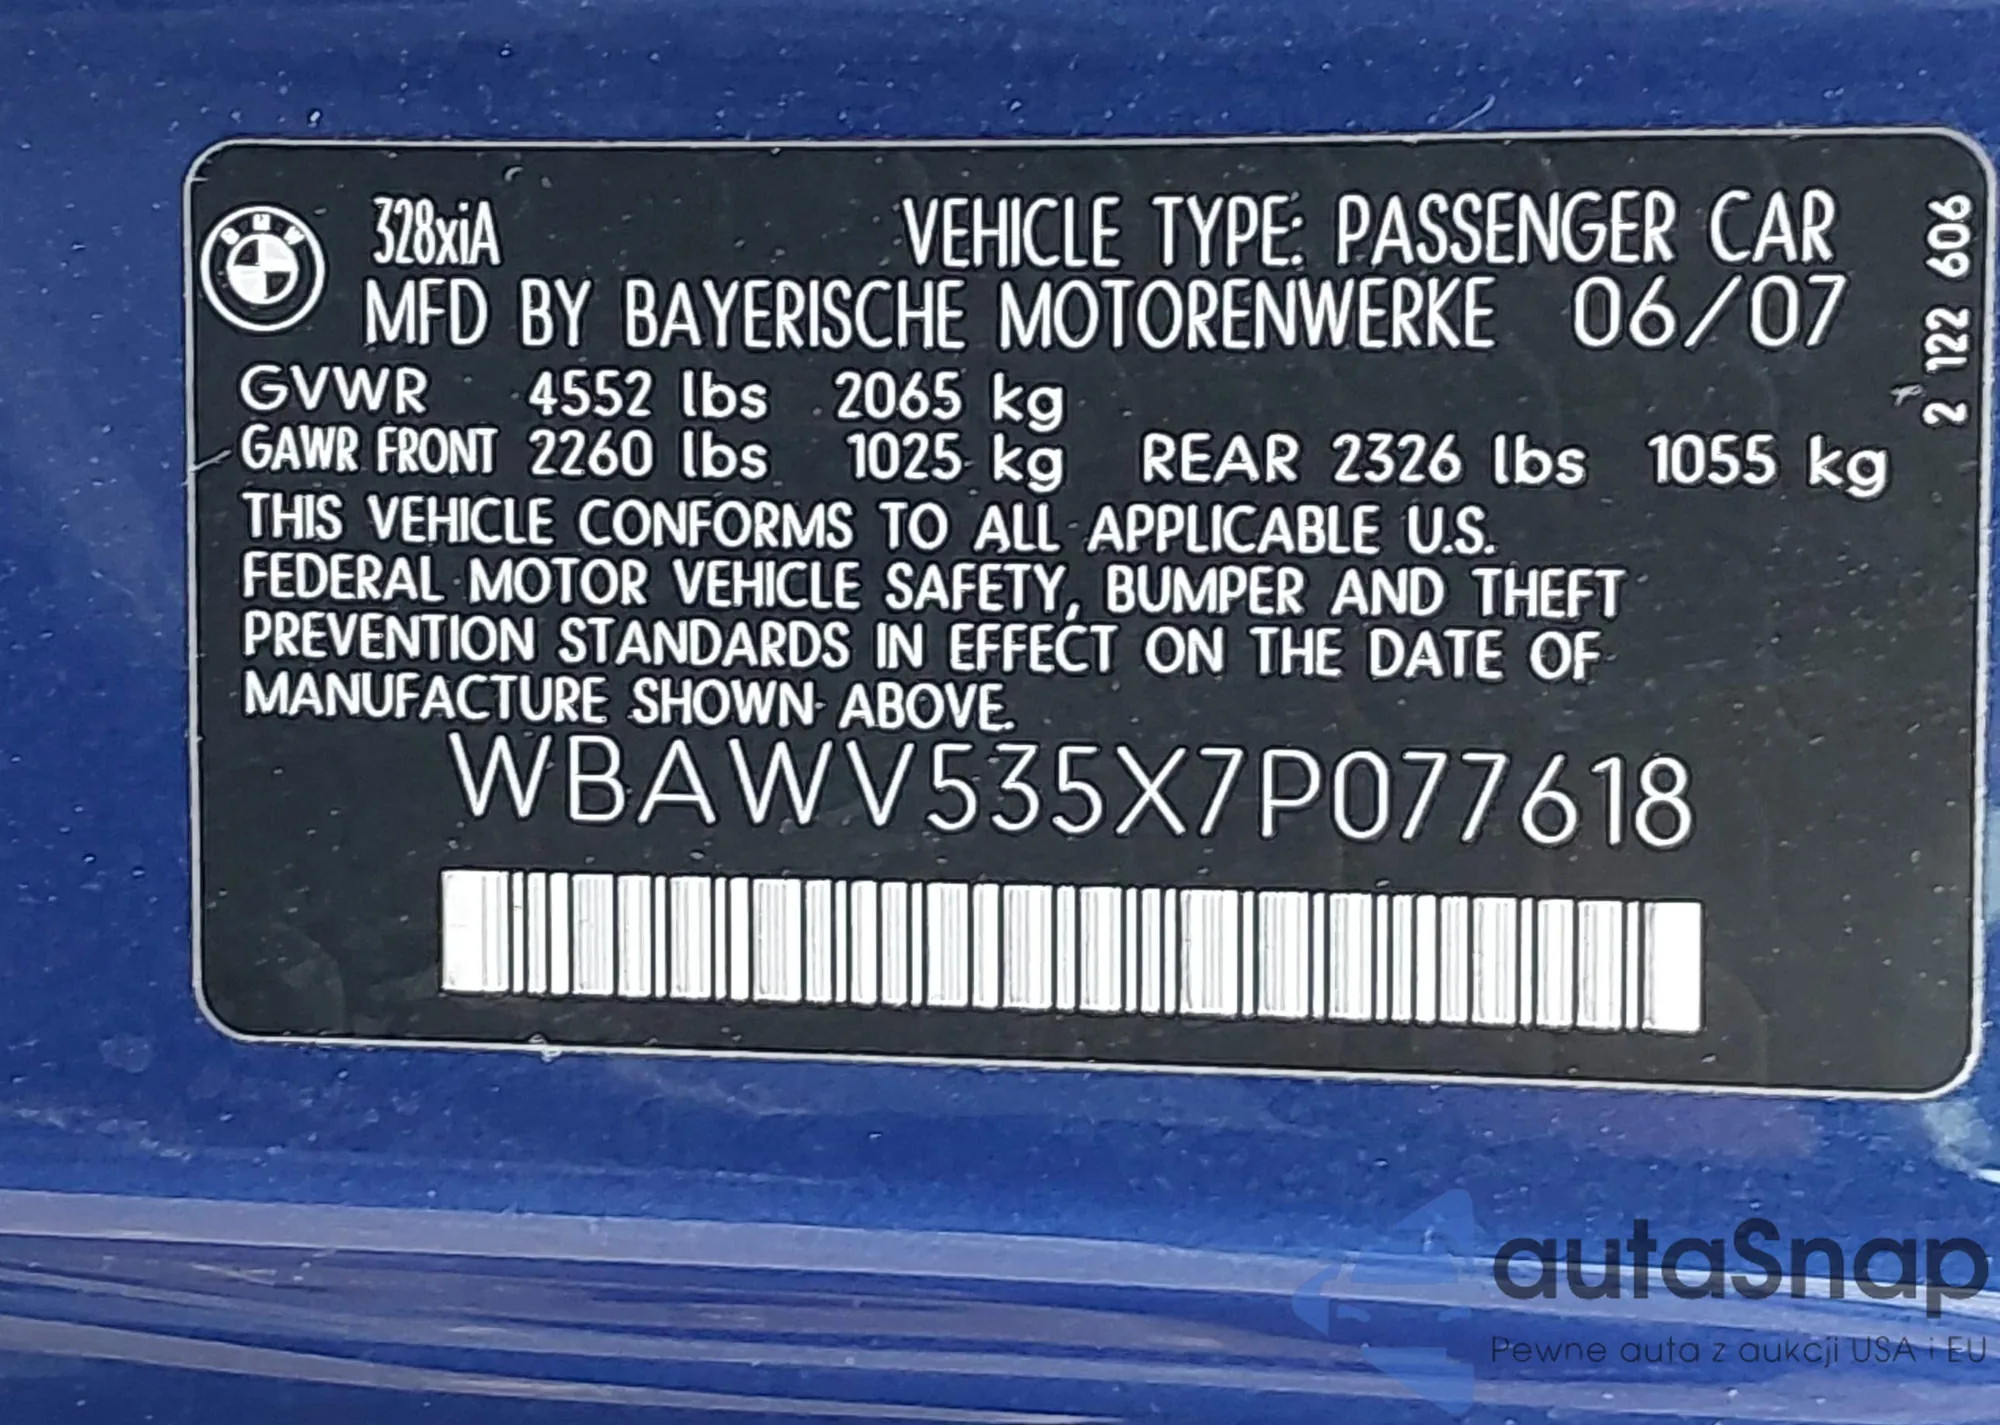 BMW
328xiA VEHICLE TYPE: PASSENGER CAR
MFD BY BAYERISCHE MOTORENWERKE 06/07
GVWR 4552 lbs 2065 kg
GAWR FRONT 2260 lbs 1025 kg REAR 2326 lbs 1055 kg
THIS VEHICLE CONFORMS TO ALL APPLICABLE U.S.
FEDERAL MOTOR VEHICLE SAFETY, BUMPER AND THEFT
PREVENTION STANDARDS IN EFFECT ON THE DATE OF
MANUFACTURE SHOWN ABOVE.
WBAWV535X7P077618
2 122 606
autaSnap
Pewne auta z aukcji USA i EU